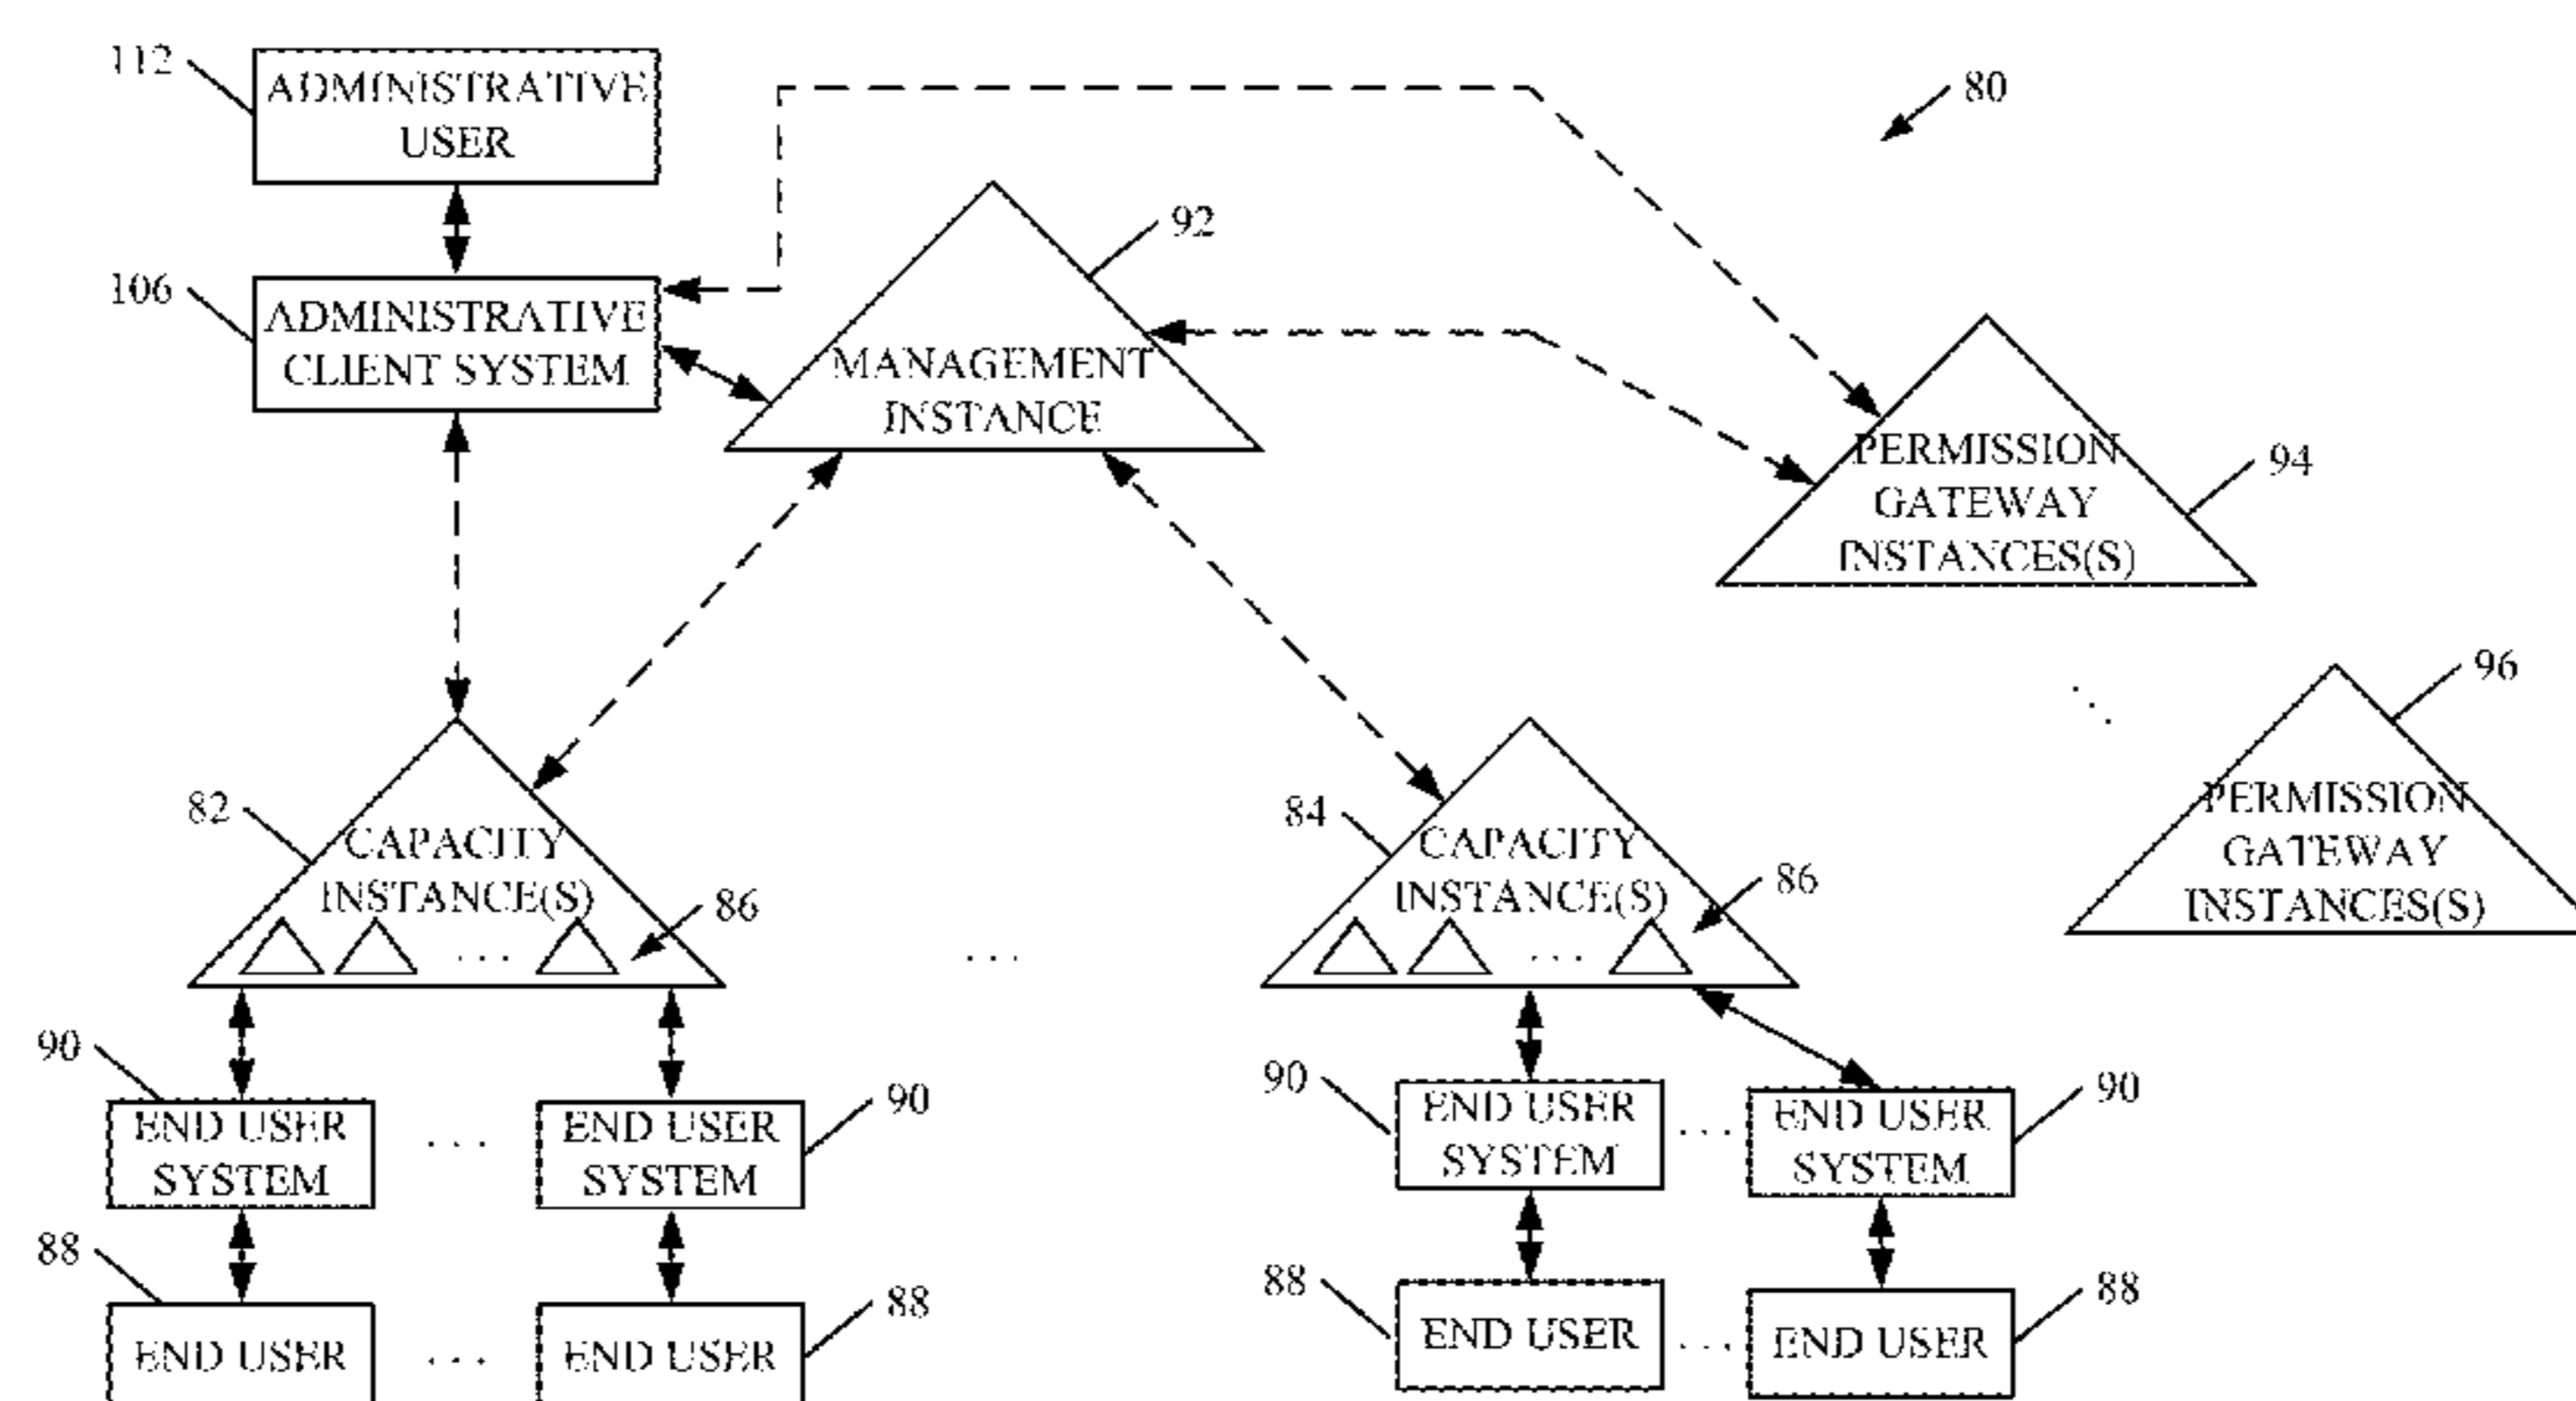 112
ADMINISTRATIVE
USER
80
92
106
ADMINISTRATIVE
CLIENT SYSTEM
MANAGEMENT
INSTANCE
PERMISSION
GATEWAY
INSTANCES(S)
94
96
82
CAPACITY
INSTANCE(S)
86
...
84
CAPACITY
INSTANCE(S)
86
PERMISSION
GATEWAY
INSTANCES(S)
...
...
...
90
END USER
SYSTEM
...
END USER
SYSTEM
90
90
END USER
SYSTEM
...
END USER
SYSTEM
90
88
END USER
...
END USER
88
88
END USER
...
END USER
88